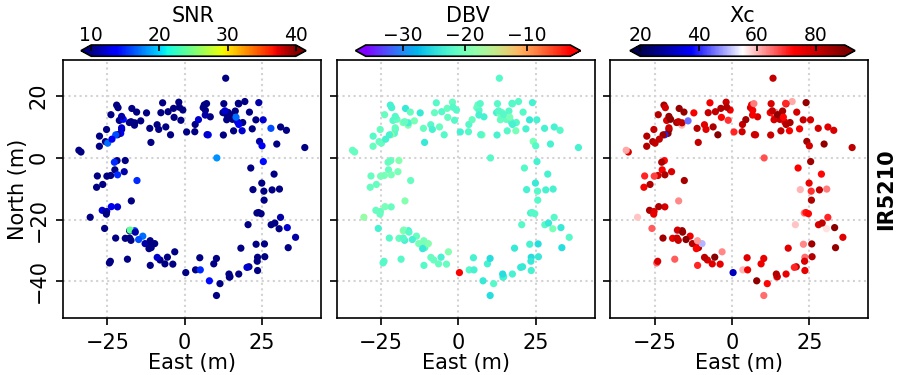 SNR DBV Xc
10 20 30 40 −30 −20 −10 20 40 60 80
20
0
−20
−40
North (m)
IR5210
−25 0 25 −25 0 25 −25 0 25
East (m) East (m) East (m)